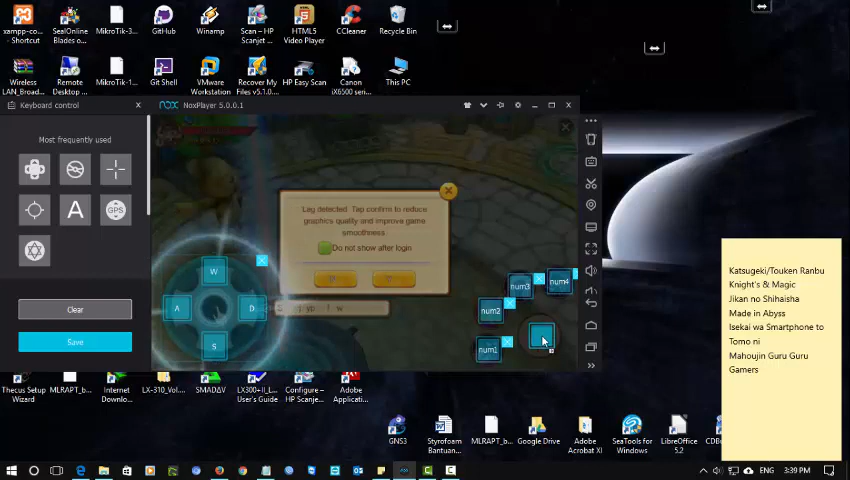 xampp-co... - Shortcut
SealOnline Blades o...
MikroTik-3...
GitHub
Winamp
Scan – HP Scanjet ...
HTML5 Video Player
CCleaner
Recycle Bin
Wireless LAN_Broad...
Remote Desktop ...
MikroTik-1...
Git Shell
VMware Workstation
Recover My Files v5.1.0...
HP Easy Scan
Canon iX6500 seri...
This PC
Keyboard control
nox
NoxPlayer 5.0.0.1
Most frequently used
A
GPS
Clear
Save
Lag detected. Tap confirm to reduce
graphics quality and improve game
smoothness.
Do not show after login
W
A
D
S
num3
num4
num2
num1
Katsugeki/Touken Ranbu
Knight's & Magic
Jikan no Shihaisha
Made in Abyss
Isekai wa Smartphone to
Tomo ni
Mahoujin Guru Guru
Gamers
Thecus Setup Wizard
MLRAPT_b...
Internet Downlo...
LX-310_Vol...
SMADΔV
LX300+II_L... User's Guide
Configure – HP Scanje...
Adobe Applicati...
GNS3
Styrofoam Bantuan...
MLRAPT_b...
Google Drive
Adobe Acrobat XI
SeaTools for Windows
LibreOffice 5.2
ENG
3:39 PM